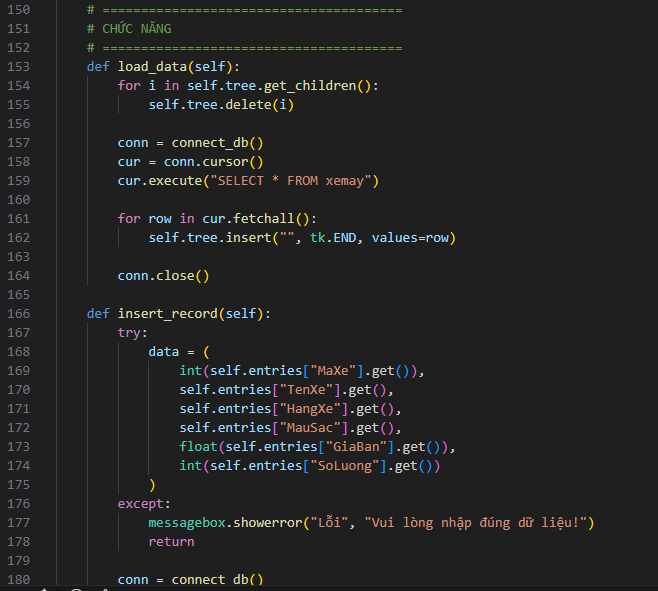 150 # =======================================
151 # CHỨC NĂNG
152 # =======================================
153 def load_data(self):
154 for i in self.tree.get_children():
155 self.tree.delete(i)
156
157 conn = connect_db()
158 cur = conn.cursor()
159 cur.execute("SELECT * FROM xemay")
160
161 for row in cur.fetchall():
162 self.tree.insert("", tk.END, values=row)
163
164 conn.close()
165
166 def insert_record(self):
167 try:
168 data = (
169 int(self.entries["MaXe"].get()),
170 self.entries["TenXe"].get(),
171 self.entries["HangXe"].get(),
172 self.entries["MauSac"].get(),
173 float(self.entries["GiaBan"].get()),
174 int(self.entries["SoLuong"].get())
175 )
176 except:
177 messagebox.showerror("Lỗi", "Vui lòng nhập đúng dữ liệu!")
178 return
179
180 conn = connect_db()